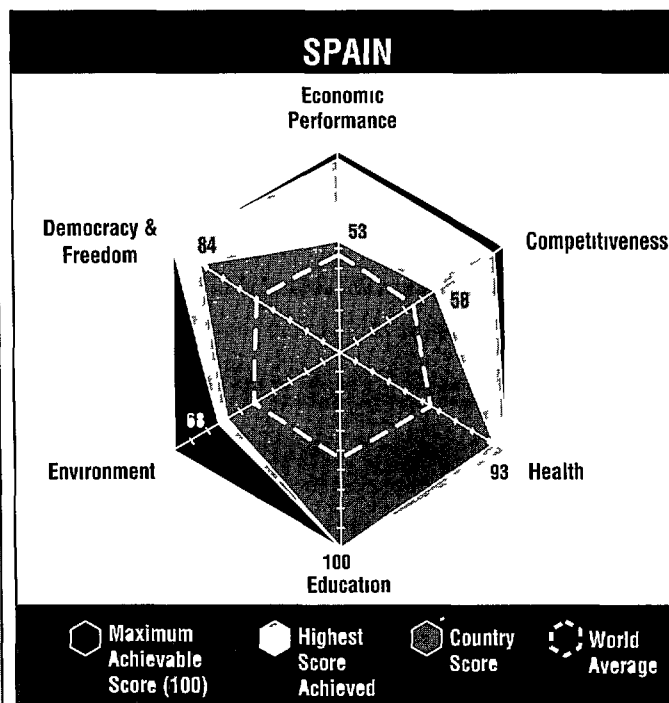 SPAIN
Economic
Performance
Democracy &
Freedom
84
53
Competitiveness
58
68
Environment
93
Health
100
Education
Maximum
Achievable
Score (100)
Highest
Score
Achieved
Country
Score
World
Average